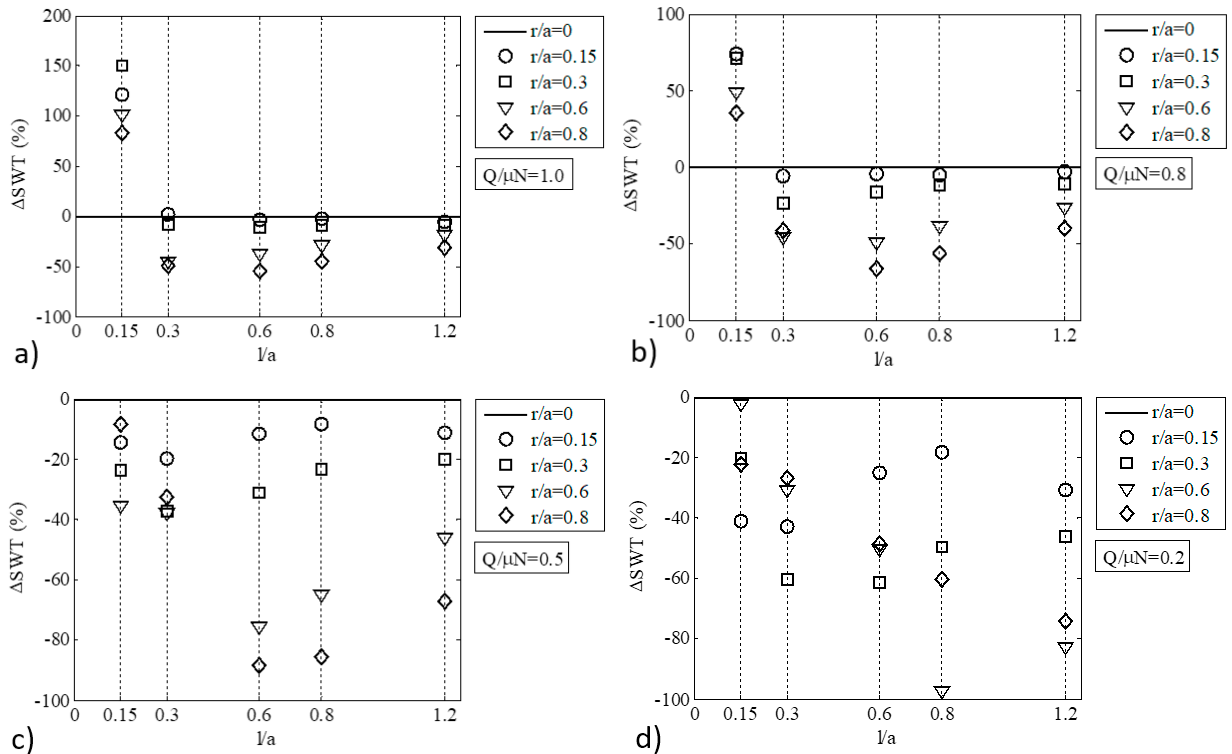 200
150
100
50
0
-50
-100
ΔSWT (%)
0 0.15 0.3 0.6 0.8 1.2
l/a
r/a=0
r/a=0.15
r/a=0.3
r/a=0.6
r/a=0.8
Q/μN=1.0
a)
100
50
0
-50
-100
ΔSWT (%)
0 0.15 0.3 0.6 0.8 1.2
l/a
r/a=0
r/a=0.15
r/a=0.3
r/a=0.6
r/a=0.8
Q/μN=0.8
b)
0
-20
-40
-60
-80
-100
ΔSWT (%)
0 0.15 0.3 0.6 0.8 1.2
l/a
r/a=0
r/a=0.15
r/a=0.3
r/a=0.6
r/a=0.8
Q/μN=0.5
c)
0
-20
-40
-60
-80
-100
ΔSWT (%)
0 0.15 0.3 0.6 0.8 1.2
l/a
r/a=0
r/a=0.15
r/a=0.3
r/a=0.6
r/a=0.8
Q/μN=0.2
d)